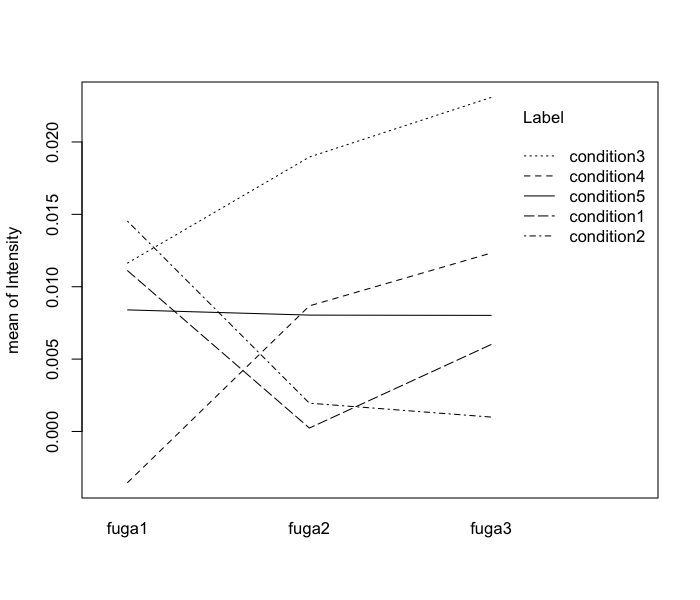 Label
condition3
condition4
condition5
condition1
condition2
mean of Intensity
0.020
0.015
0.010
0.005
0.000
fuga1 fuga2 fuga3